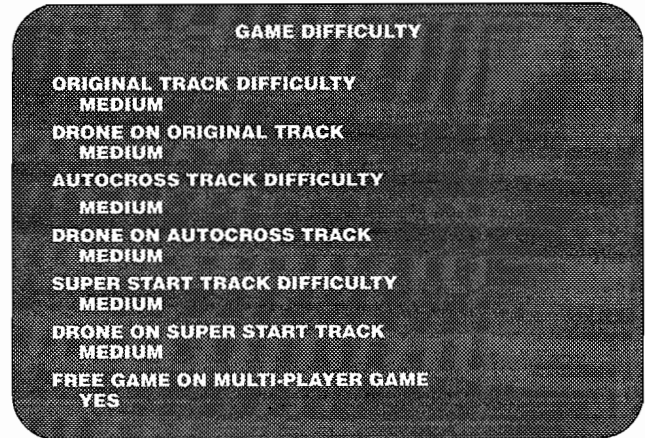 GAME DIFFICULTY
ORIGINAL TRACK DIFFICULTY
MEDIUM
DRONE ON ORIGINAL TRACK
MEDIUM
AUTOCROSS TRACK DIFFICULTY
MEDIUM
DRONE ON AUTOCROSS TRACK
MEDIUM
SUPER START TRACK DIFFICULTY
MEDIUM
DRONE ON SUPER START TRACK
MEDIUM
FREE GAME ON MULTI-PLAYER GAME
YES